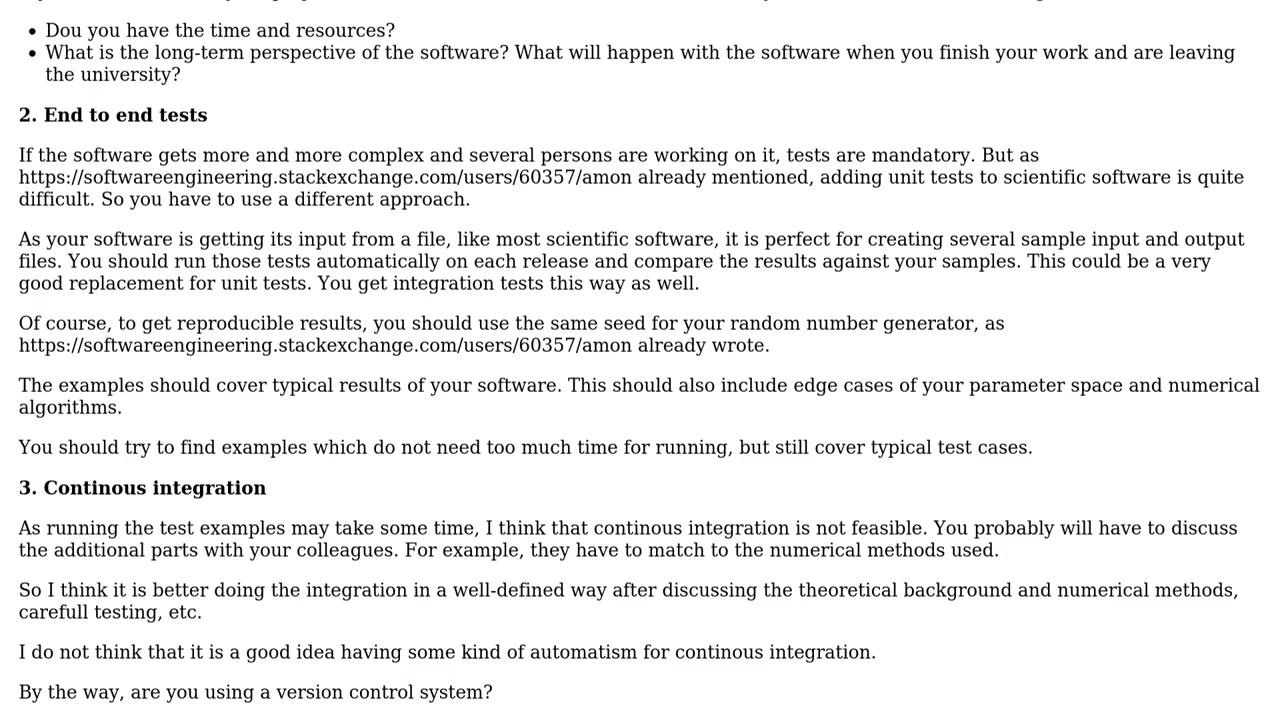 Dou you have the time and resources?
What is the long-term perspective of the software? What will happen with the software when you finish your work and are leaving
the university?
2. End to end tests
If the software gets more and more complex and several persons are working on it, tests are mandatory. But as
https://softwareengineering.stackexchange.com/users/60357/amon already mentioned, adding unit tests to scientific software is quite
difficult. So you have to use a different approach.
As your software is getting its input from a file, like most scientific software, it is perfect for creating several sample input and output
files. You should run those tests automatically on each release and compare the results against your samples. This could be a very
good replacement for unit tests. You get integration tests this way as well.
Of course, to get reproducible results, you should use the same seed for your random number generator, as
https://softwareengineering.stackexchange.com/users/60357/amon already wrote.
The examples should cover typical results of your software. This should also include edge cases of your parameter space and numerical
algorithms.
You should try to find examples which do not need too much time for running, but still cover typical test cases.
3. Continous integration
As running the test examples may take some time, I think that continous integration is not feasible. You probably will have to discuss
the additional parts with your colleagues. For example, they have to match to the numerical methods used.
So I think it is better doing the integration in a well-defined way after discussing the theoretical background and numerical methods,
carefull testing, etc.
I do not think that it is a good idea having some kind of automatism for continous integration.
By the way, are you using a version control system?